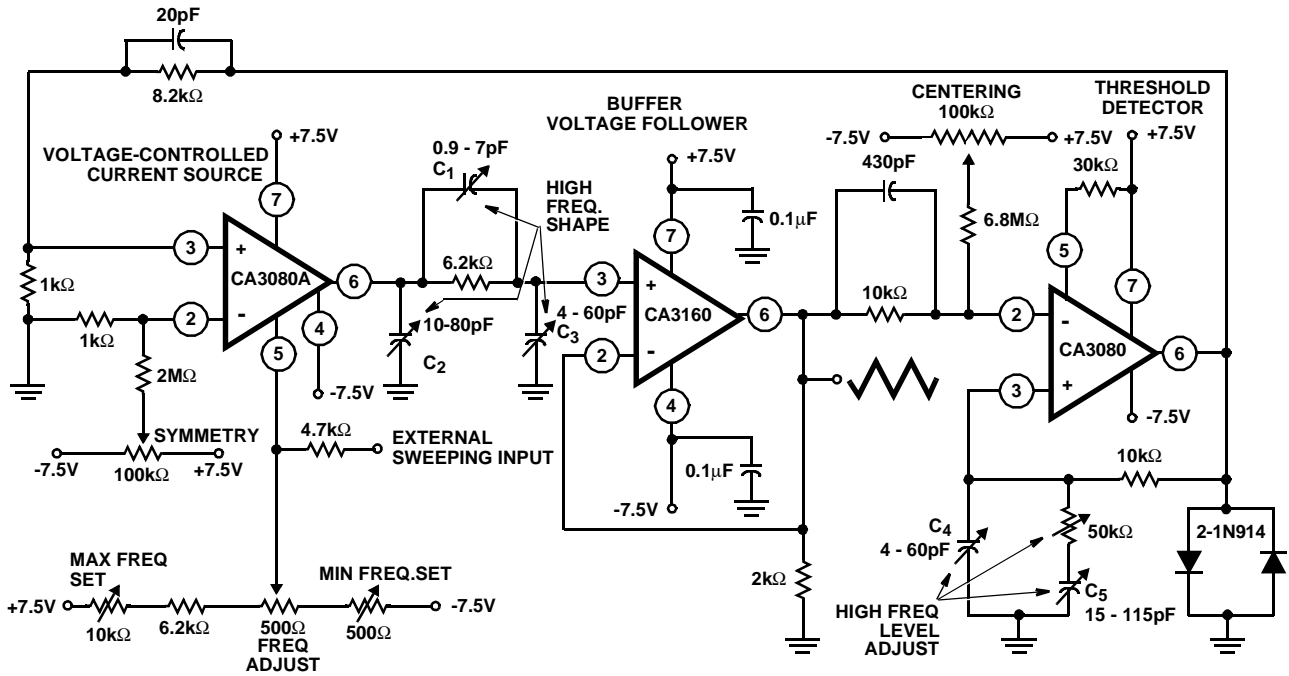 20pF
8.2kΩ
+7.5V
VOLTAGE-CONTROLLED
CURRENT SOURCE
7
3
+
CA3080A
6
1kΩ
1kΩ
2
-
4
5
2MΩ
-7.5V
SYMMETRY
-7.5V
100kΩ
+7.5V
4.7kΩ
EXTERNAL
SWEEPING INPUT
MAX FREQ
SET
+7.5V
10kΩ
6.2kΩ
500Ω
FREQ
ADJUST
MIN FREQ.SET
500Ω
-7.5V
0.9 - 7pF
C1
HIGH
FREQ.
SHAPE
6.2kΩ
10-80pF
C2
4 - 60pF
C3
BUFFER
VOLTAGE FOLLOWER
+7.5V
0.1µF
7
3
+
CA3160
6
2
-
4
0.1µF
-7.5V
2kΩ
CENTERING
-7.5V
100kΩ
+7.5V
430pF
6.8MΩ
10kΩ
THRESHOLD
DETECTOR
+7.5V
30kΩ
5
7
2
-
CA3080
6
3
+
-7.5V
10kΩ
C4
4 - 60pF
50kΩ
C5
15 - 115pF
HIGH FREQ
LEVEL
ADJUST
2-1N914